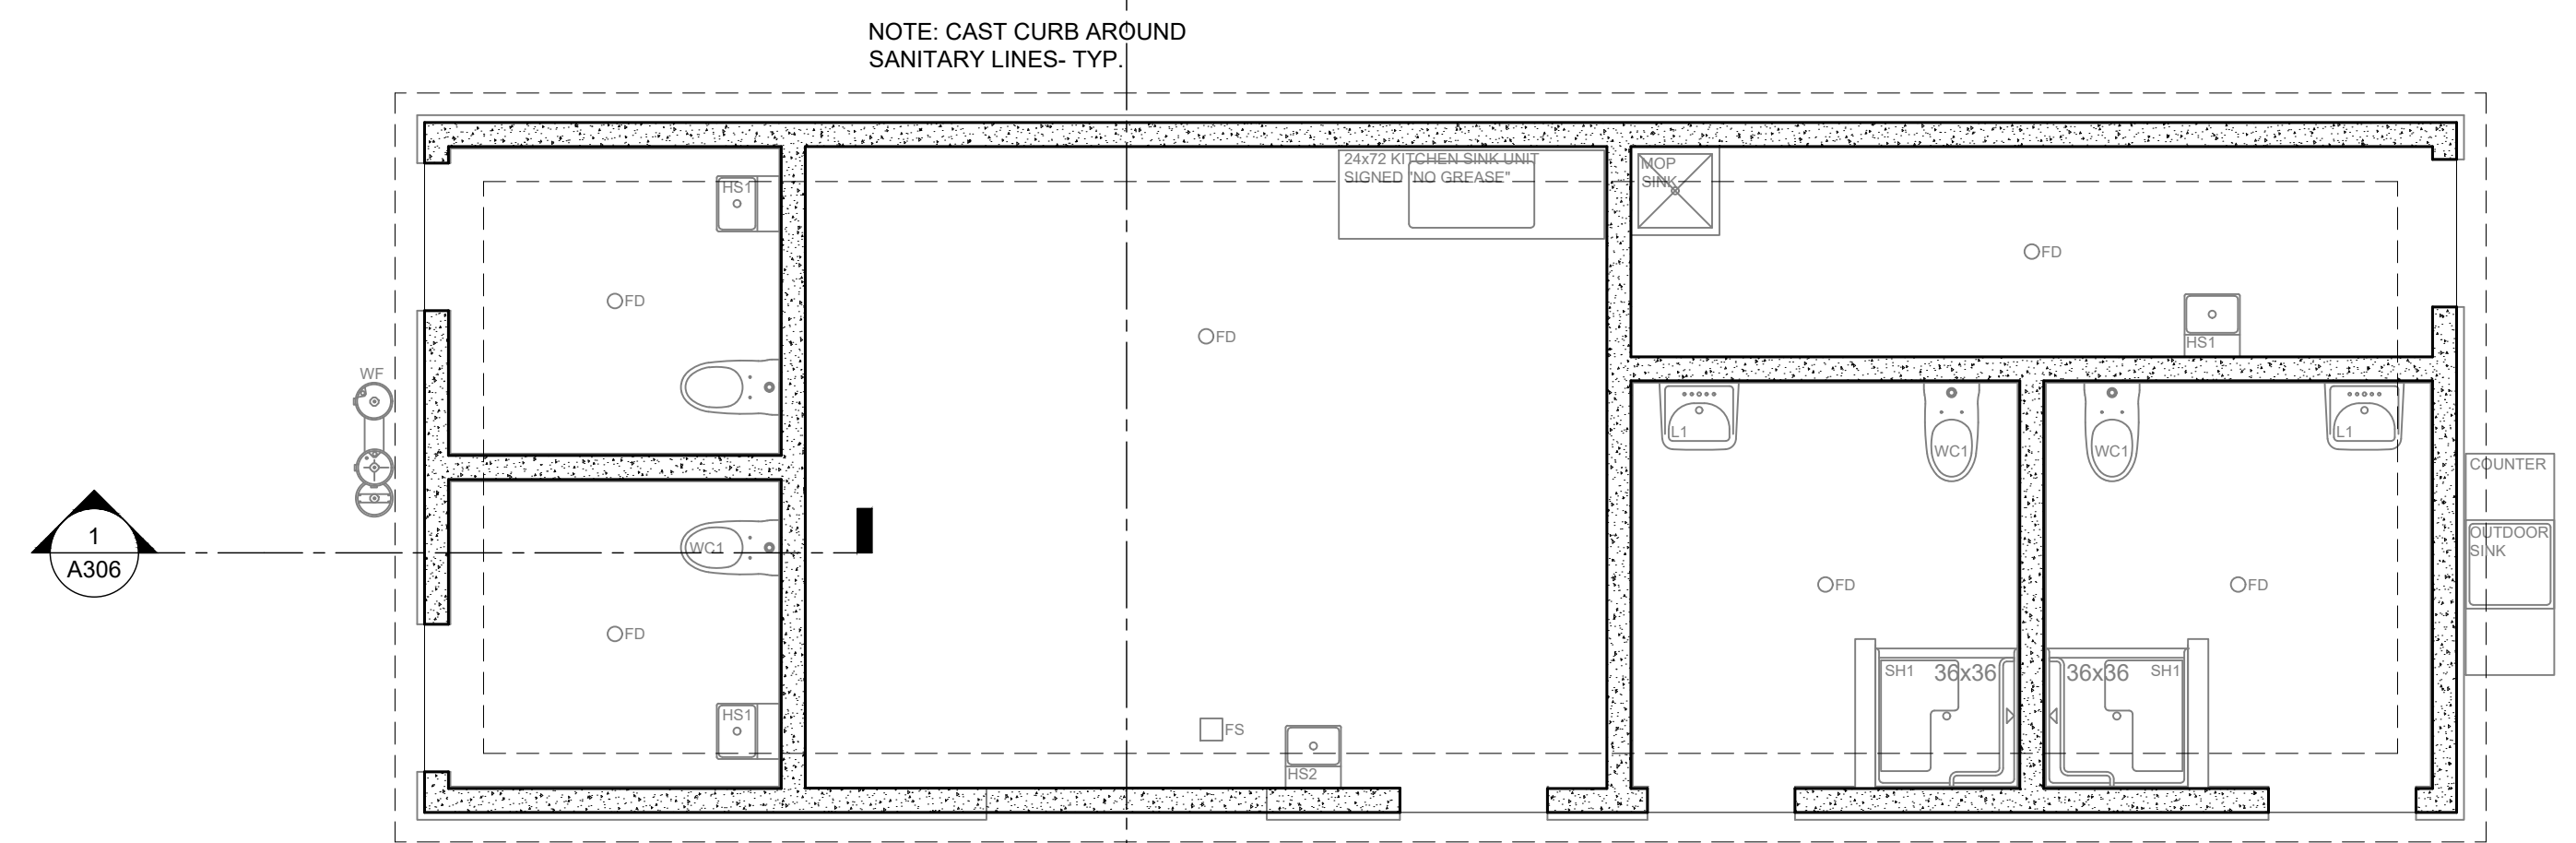 NOTE: CAST CURB AROUND
SANITARY LINES- TYP.
24x72 KITCHEN SINK UNIT
SIGNED "NO GREASE"
MOP
SINK
HS1
FD
FD
FD
HS1
WF
L1
WC1
WC1
L1
COUNTER
1
A306
WC1
OUTDOOR
SINK
FD
FD
FD
SH1 36x36
36x36 SH1
HS1
FS
HS2